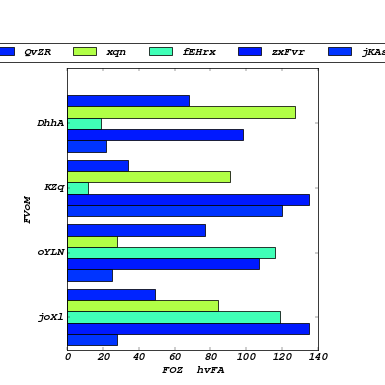 QvZR xqn fEHrx zxFvr
DhhA
KZq
oYLN
joXl
FVoM
0 20 40 60 80 100 120 140
FOZ hvFA